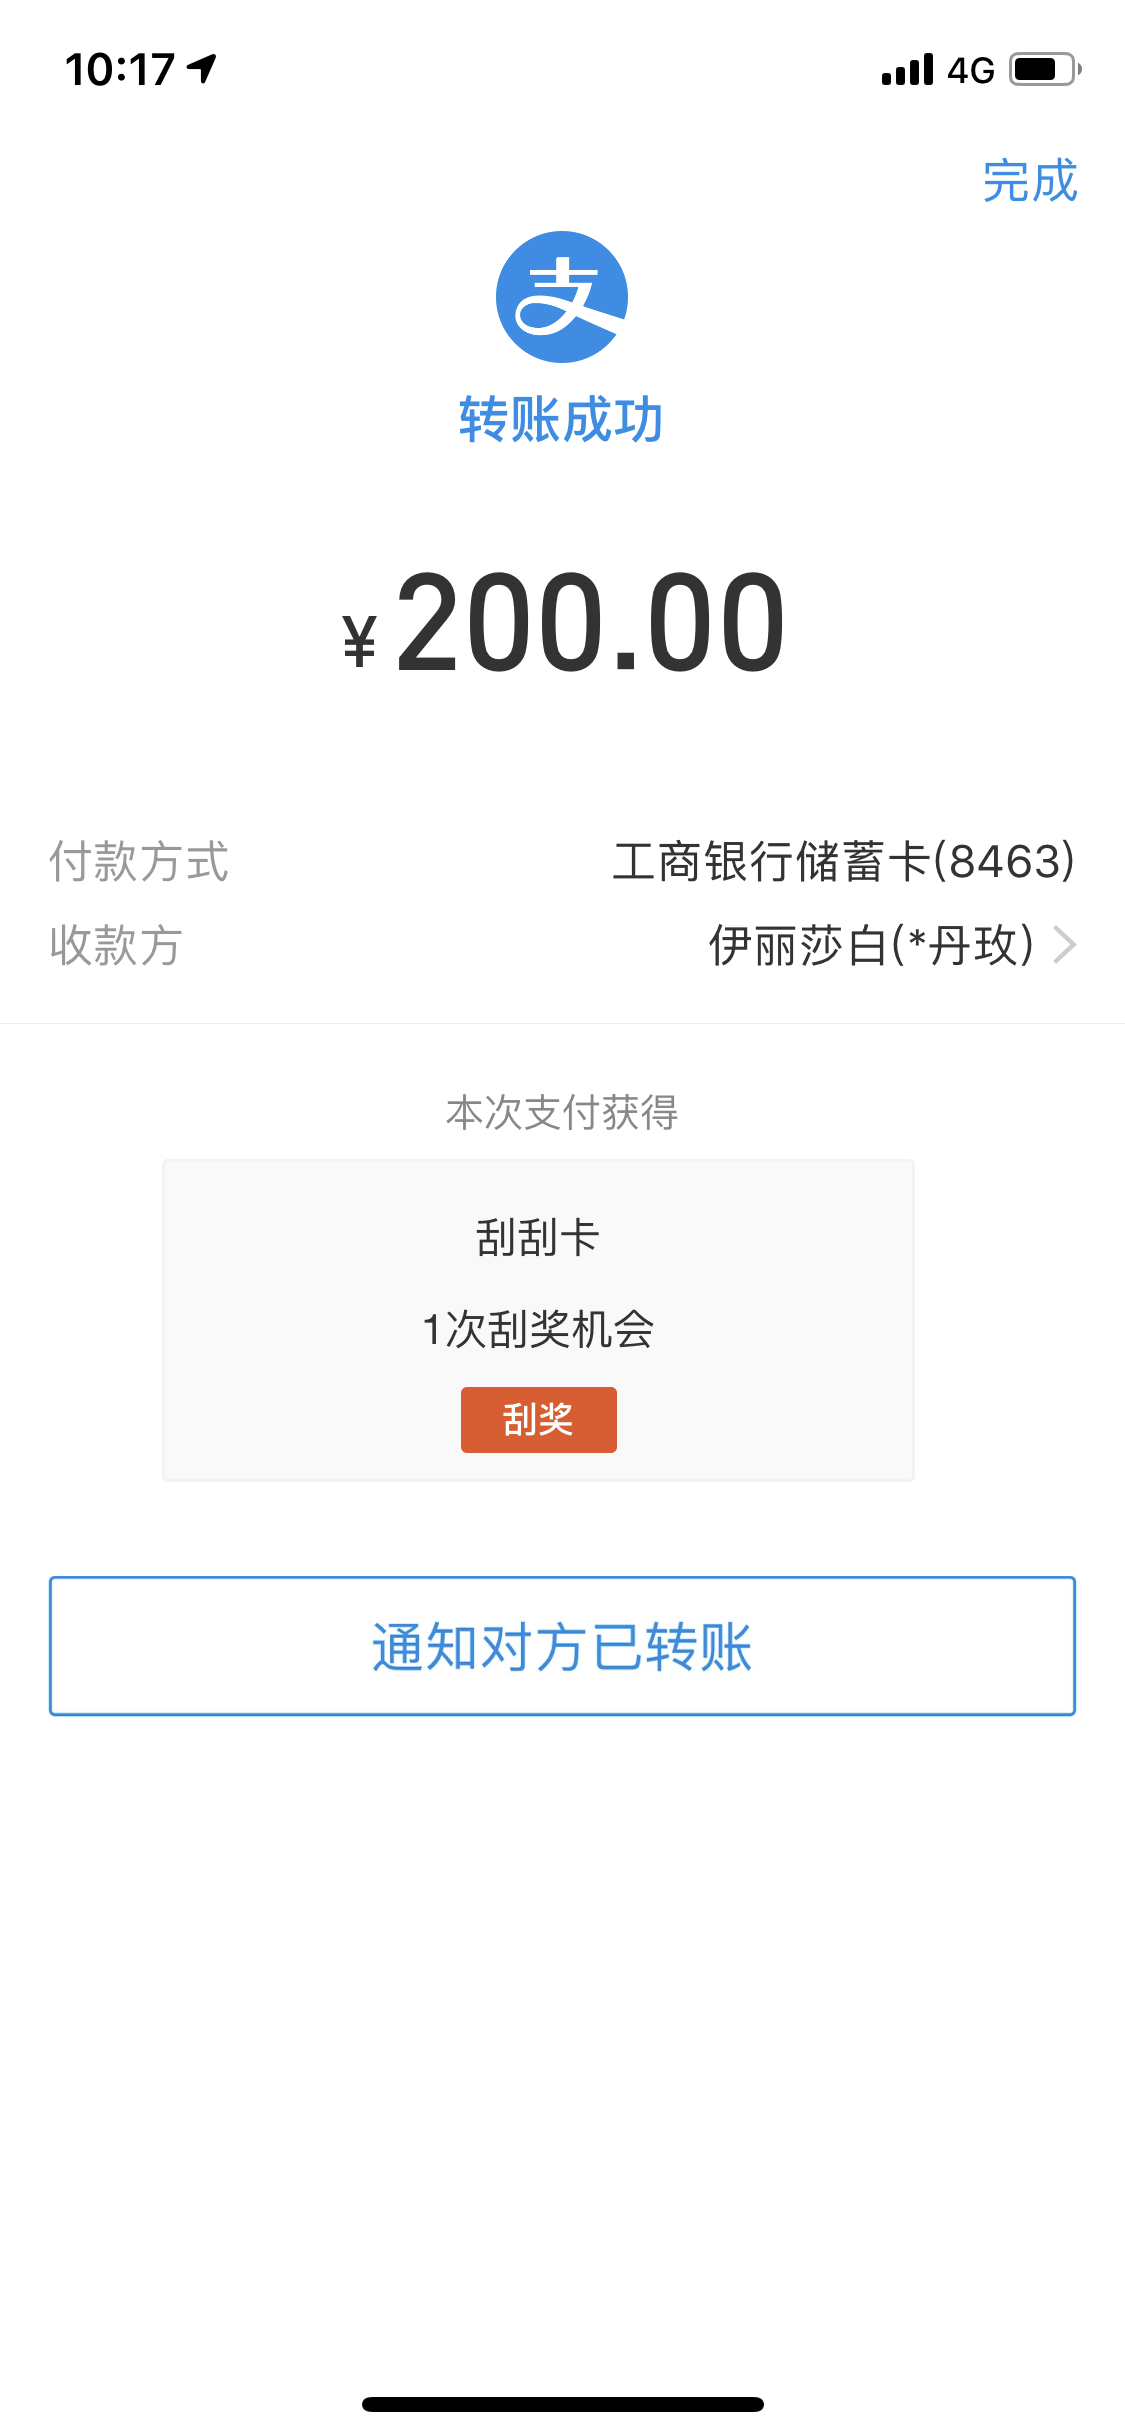 10:17
4G
完成
支
转账成功
¥200.00
付款方式 工商银行储蓄卡(8463)
收款方 伊丽莎白(*丹玫)
本次支付获得
刮刮卡
1次刮奖机会
刮奖
通知对方已转账